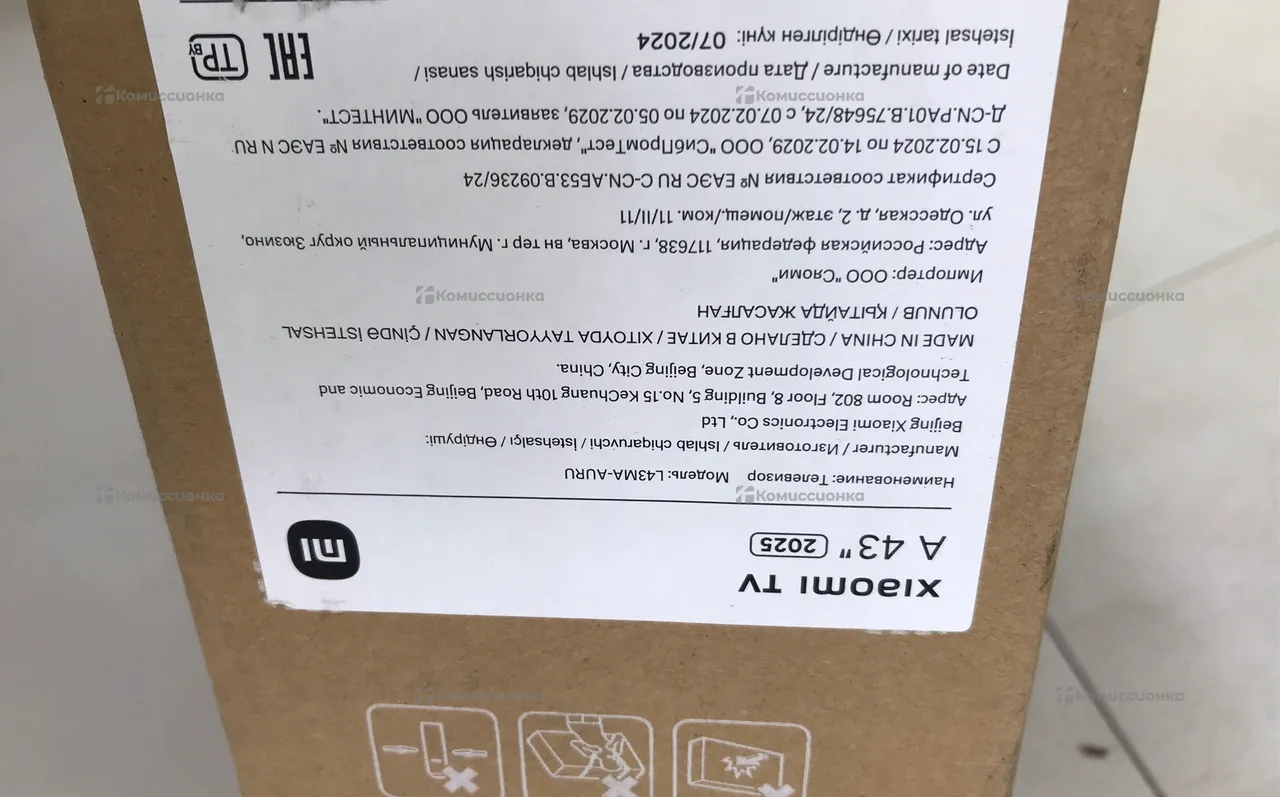 xiaomi TV
A 43" 2025
mi
Наименование: Телевизор Модель: L43MA-AURU
Manufacturer / Изготовитель / Ishlab chiqaruvchi / İstehsalçı / Өндіруші:
Beijing Xiaomi Electronics Co., Ltd
Адрес: Room 802, Floor 8, Building 5, No.15 KeChuang 10th Road, Beijing Economic and
Technological Development Zone, Beijing City, China.
MADE IN CHINA / СДЕЛАНО В КИТАЕ / XITOYDA TAYYORLANGAN / ÇİNDƏ İSTEHSAL
OLUNUB / ҚЫТАЙДА ЖАСАЛҒАН
Импортер: ООО "Сяоми"
Адрес: Российская федерация, 117638, г. Москва, вн тер г. Муниципальный округ Зюзино,
ул. Одесская, д. 2, этаж/помещ./ком. 11/II/11
Сертификат соответствия № ЕАЭС RU C-CN.АБ53.В.09236/24
С 15.02.2024 по 14.02.2029, ООО "СибПромТест", декларация соответствия № ЕАЭС N RU
Д-CN.РА01.В.75648/24, с 07.02.2024 по 05.02.2029, заявитель ООО "МИНТЕСТ".
Date of manufacture / Дата производства / Ishlab chiqarish sanasi /
İstehsal tarixi / Өндірілген күні: 07/2024
EAC TP BY
Комиссионка
Комиссионка
Комиссионка
Комиссионка
Комиссионка
Комиссионка
Комиссионка
Комиссионка